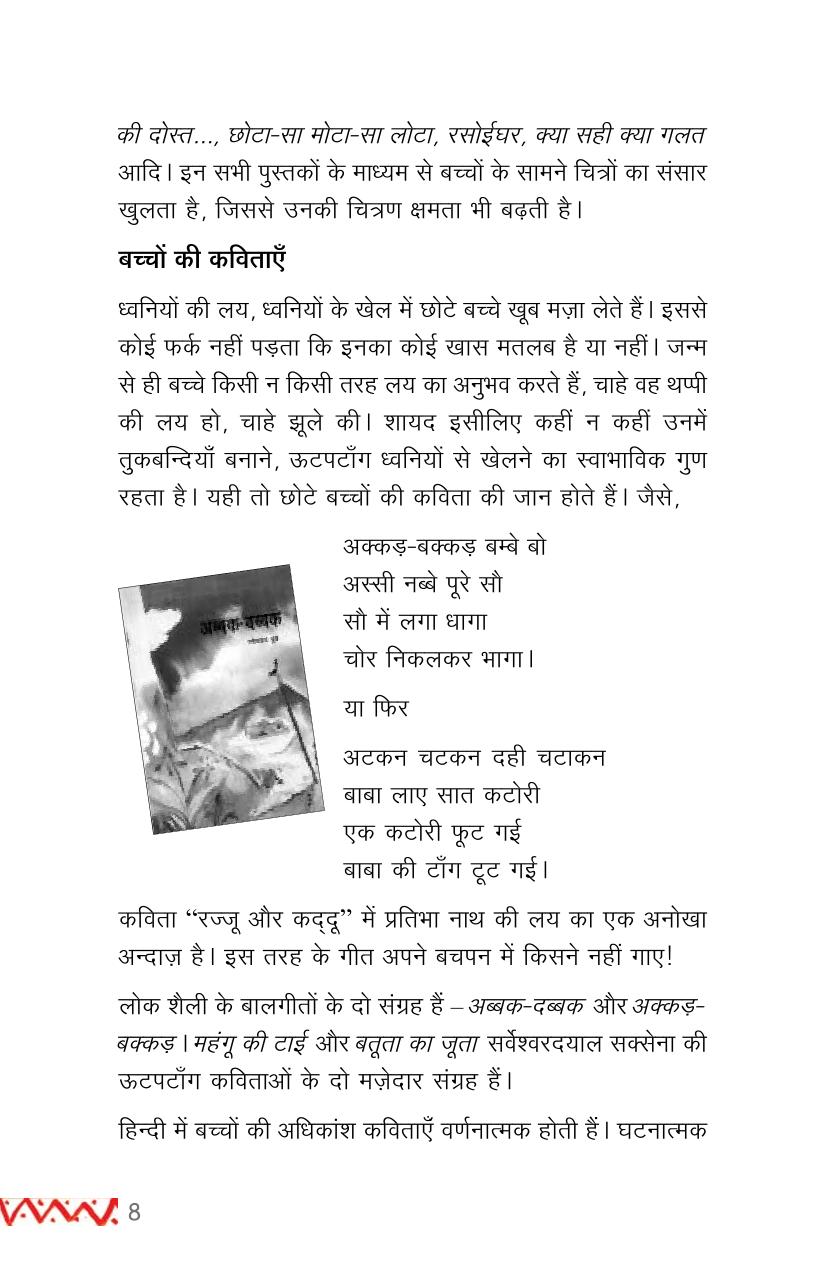 की दोस्त..., छोटा-सा मोटा-सा लोटा, रसोईघर, क्या सही क्या गलत
आदि। इन सभी पुस्तकों के माध्यम से बच्चों के सामने चित्रों का संसार
खुलता है, जिससे उनकी चित्रण क्षमता भी बढ़ती है।
बच्चों की कविताएँ
ध्वनियों की लय, ध्वनियों के खेल में छोटे बच्चे खूब मज़ा लेते हैं। इससे
कोई फर्क नहीं पड़ता कि इनका कोई खास मतलब है या नहीं। जन्म
से ही बच्चे किसी न किसी तरह लय का अनुभव करते हैं, चाहे वह थप्पी
की लय हो, चाहे झूले की। शायद इसीलिए कहीं न कहीं उनमें
तुकबन्दियाँ बनाने, ऊटपटाँग ध्वनियों से खेलने का स्वाभाविक गुण
रहता है। यही तो छोटे बच्चों की कविता की जान होते हैं। जैसे,
अक्कड़-बक्कड़ बम्बे बो
अस्सी नब्बे पूरे सौ
सौ में लगा धागा
चोर निकलकर भागा।
या फिर
अटकन चटकन दही चटाकन
बाबा लाए सात कटोरी
एक कटोरी फूट गई
बाबा की टाँग टूट गई।
अब्बक-दब्बक
कविता “रज्जू और कद्दू” में प्रतिभा नाथ की लय का एक अनोखा
अन्दाज़ है। इस तरह के गीत अपने बचपन में किसने नहीं गाए!
लोक शैली के बालगीतों के दो संग्रह हैं – अब्बक-दब्बक और अक्कड़-
बक्कड़। महंगू की टाई और बतूता का जूता सर्वेश्वरदयाल सक्सेना की
ऊटपटाँग कविताओं के दो मज़ेदार संग्रह हैं।
हिन्दी में बच्चों की अधिकांश कविताएँ वर्णनात्मक होती हैं। घटनात्मक
8